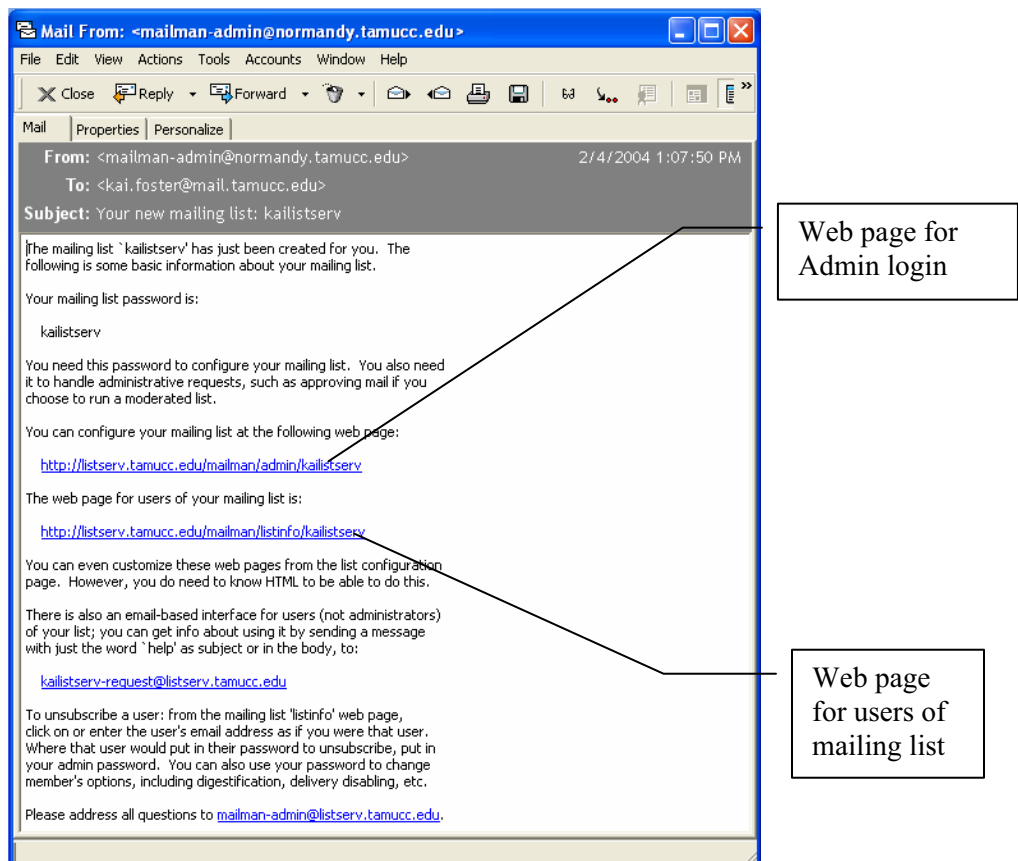 Mail From: <mailman-admin@normandy.tamucc.edu>
File Edit View Actions Tools Accounts Window Help
Close Reply Forward
Mail Properties Personalize
From: <mailman-admin@normandy.tamucc.edu> 2/4/2004 1:07:50 PM
To: <kai.foster@mail.tamucc.edu>
Subject: Your new mailing list: kailistserv
The mailing list `kailistserv' has just been created for you. The
following is some basic information about your mailing list.
Your mailing list password is:
kailistserv
You need this password to configure your mailing list. You also need
it to handle administrative requests, such as approving mail if you
choose to run a moderated list.
You can configure your mailing list at the following web page:
http://listserv.tamucc.edu/mailman/admin/kailistserv
The web page for users of your mailing list is:
http://listserv.tamucc.edu/mailman/listinfo/kailistserv
You can even customize these web pages from the list configuration
page. However, you do need to know HTML to be able to do this.
There is also an email-based interface for users (not administrators)
of your list; you can get info about using it by sending a message
with just the word `help' as subject or in the body, to:
kailistserv-request@listserv.tamucc.edu
To unsubscribe a user: from the mailing list 'listinfo' web page,
click on or enter the user's email address as if you were that user.
Where that user would put in their password to unsubscribe, put in
your admin password. You can also use your password to change
member's options, including digestification, delivery disabling, etc.
Please address all questions to mailman-admin@listserv.tamucc.edu.
Web page for
Admin login
Web page
for users of
mailing list